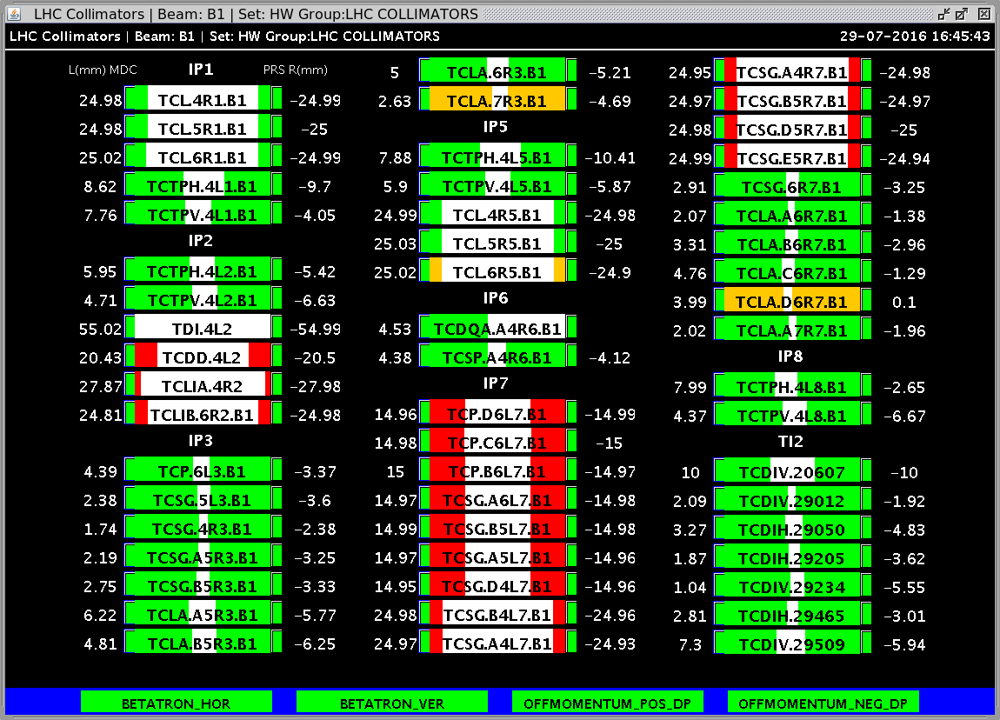 LHC Collimators | Beam: B1 | Set: HW Group:LHC COLLIMATORS
LHC Collimators | Beam: B1 | Set: HW Group:LHC COLLIMATORS 29-07-2016 16:45:43
L(mm) MDC IP1 PRS R(mm)
24.98 TCL.4R1.B1 -24.99
24.98 TCL.5R1.B1 -25
25.02 TCL.6R1.B1 -24.99
8.62 TCTPH.4L1.B1 -9.7
7.76 TCTPV.4L1.B1 -4.05
IP2
5.95 TCTPH.4L2.B1 -5.42
4.71 TCTPV.4L2.B1 -6.63
55.02 TDI.4L2 -54.99
20.43 TCDD.4L2 -20.5
27.87 TCLIA.4R2 -27.98
24.81 TCLIB.6R2.B1 -24.98
IP3
4.39 TCP.6L3.B1 -3.37
2.38 TCSG.5L3.B1 -3.6
1.74 TCSG.4R3.B1 -2.38
2.19 TCSG.A5R3.B1 -3.25
2.75 TCSG.B5R3.B1 -3.33
6.22 TCLA.A5R3.B1 -5.77
4.81 TCLA.B5R3.B1 -6.25
5 TCLA.6R3.B1 -5.21
2.63 TCLA.7R3.B1 -4.69
IP5
7.88 TCTPH.4L5.B1 -10.41
5.9 TCTPV.4L5.B1 -5.87
24.99 TCL.4R5.B1 -24.98
25.03 TCL.5R5.B1 -25
25.02 TCL.6R5.B1 -24.9
IP6
4.53 TCDQA.A4R6.B1
4.38 TCSP.A4R6.B1 -4.12
IP7
14.96 TCP.D6L7.B1 -14.99
14.98 TCP.C6L7.B1 -15
15 TCP.B6L7.B1 -14.97
14.97 TCSG.A6L7.B1 -14.98
14.99 TCSG.B5L7.B1 -14.98
14.97 TCSG.A5L7.B1 -14.96
14.95 TCSG.D4L7.B1 -14.96
24.98 TCSG.B4L7.B1 -24.96
24.97 TCSG.A4L7.B1 -24.93
24.95 TCSG.A4R7.B1 -24.98
24.97 TCSG.B5R7.B1 -24.97
24.98 TCSG.D5R7.B1 -25
24.99 TCSG.E5R7.B1 -24.94
2.91 TCSG.6R7.B1 -3.25
2.07 TCLA.A6R7.B1 -1.38
3.31 TCLA.B6R7.B1 -2.96
4.76 TCLA.C6R7.B1 -1.29
3.99 TCLA.D6R7.B1 0.1
2.02 TCLA.A7R7.B1 -1.96
IP8
7.99 TCTPH.4L8.B1 -2.65
4.37 TCTPV.4L8.B1 -6.67
TI2
10 TCDIV.20607 -10
2.09 TCDIV.29012 -1.92
3.27 TCDIH.29050 -4.83
1.87 TCDIH.29205 -3.62
1.04 TCDIV.29234 -5.55
2.81 TCDIH.29465 -3.01
7.3 TCDIV.29509 -5.94
BETATRON_HOR BETATRON_VER OFFMOMENTUM_POS_DP OFFMOMENTUM_NEG_DP